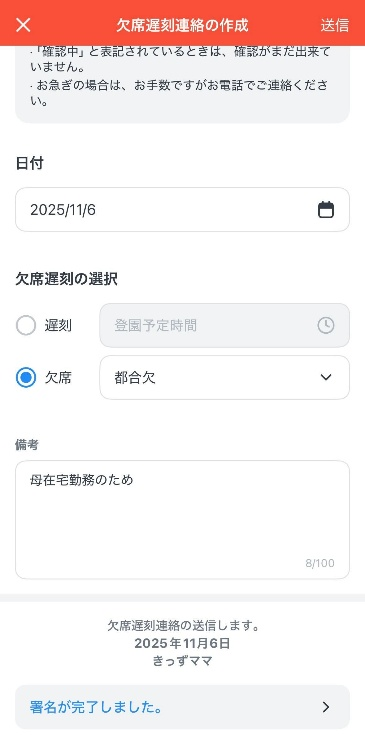 欠席遅刻連絡の作成
送信
・「確認中」と表記されているときは、確認がまだ出来て
いません。
・お急ぎの場合は、お手数ですがお電話でご連絡くださ
い。
日付
2025/11/6
欠席遅刻の選択
遅刻
登園予定時間
欠席
都合欠
備考
母在宅勤務のため
8/100
欠席遅刻連絡の送信します。
2025年11月6日
きっずママ
署名が完了しました。